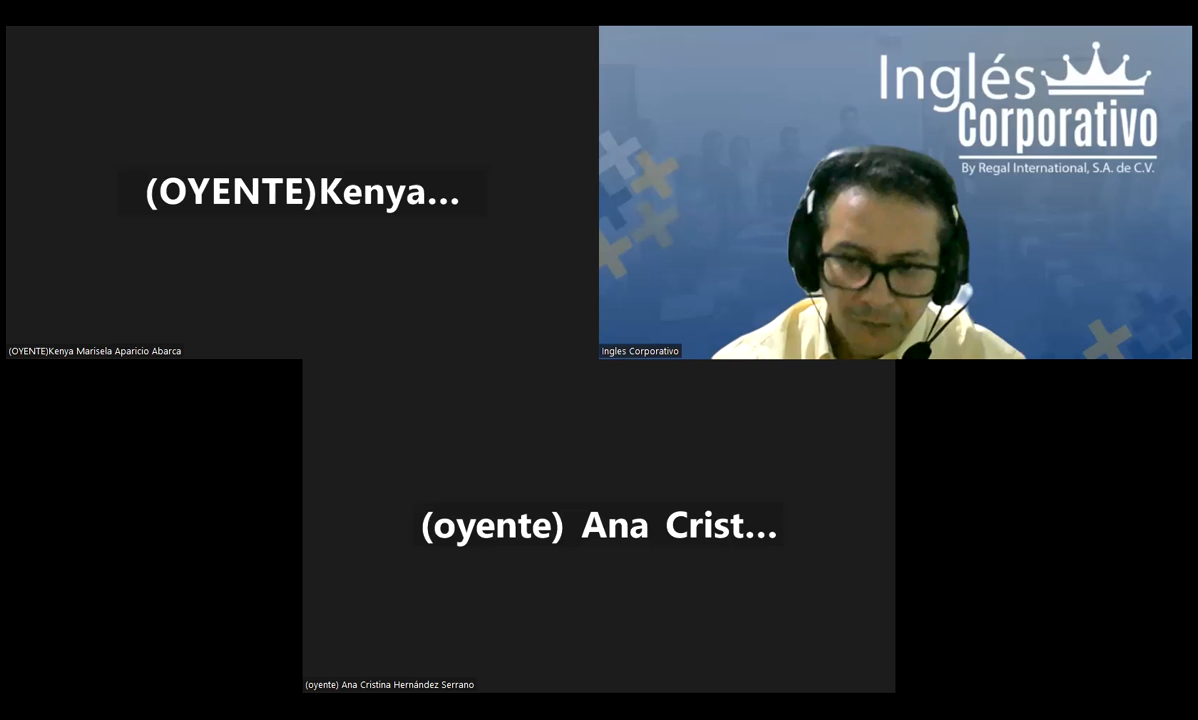 (OYENTE)Kenya...
(OYENTE)Kenya Marisela Aparicio Abarca
Inglés
Corporativo
By Regal International, S.A. de C.V.
Ingles Corporativo
(oyente) Ana Crist...
(oyente) Ana Cristina Hernández Serrano